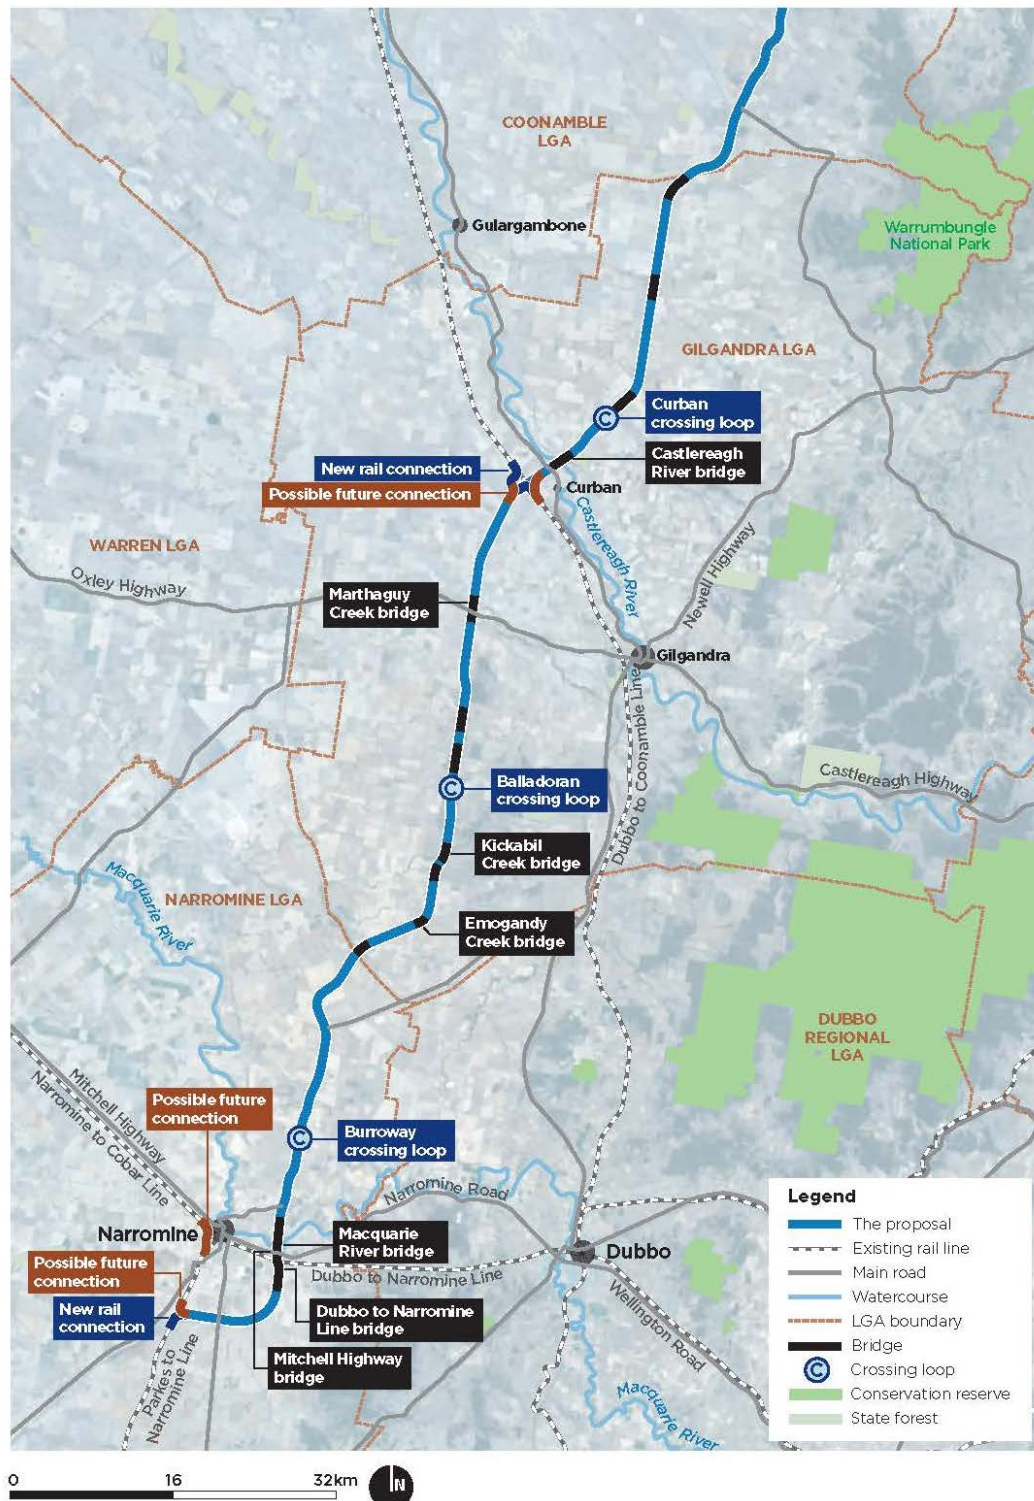 COONAMBLE
LGA
Gulargambone
Warrumbungle
National Park
GILGANDRA LGA
Curban
crossing loop
Castlereagh
River bridge
New rail connection
Possible future connection
Curban
WARREN LGA
Oxley Highway
Castlereagh River
Newell Highway
Marthaguy
Creek bridge
Gilgandra
Dubbo to Coonamble Line
Castlereagh Highway
Balladoran
crossing loop
Kickabil
Creek bridge
Macquarie River
NARROMINE LGA
Emogandy
Creek bridge
DUBBO
REGIONAL
LGA
Mitchell Highway
Narromine to Cobar Line
Possible future
connection
Burroway
crossing loop
Narromine Road
Narromine
Macquarie
River bridge
Dubbo
Possible future
connection
Dubbo to Narromine Line
New rail
connection
Dubbo to Narromine
Line bridge
Wellington Road
Mitchell Highway
bridge
Parkes to
Narromine Line
Macquarie
River
Legend
The proposal
Existing rail line
Main road
Watercourse
LGA boundary
Bridge
C Crossing loop
Conservation reserve
State forest
C
C
C
0 16 32km
N